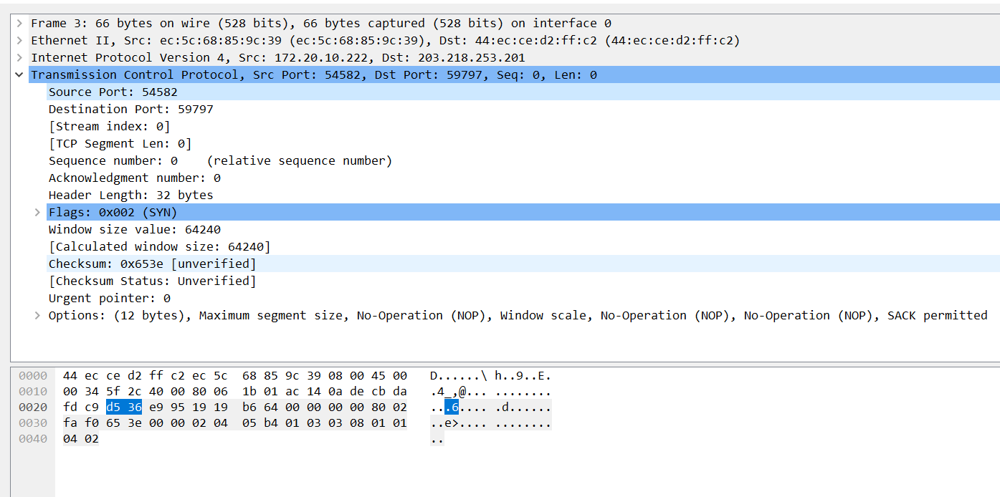 Frame 3: 66 bytes on wire (528 bits), 66 bytes captured (528 bits) on interface 0
Ethernet II, Src: ec:5c:68:85:9c:39 (ec:5c:68:85:9c:39), Dst: 44:ec:ce:d2:ff:c2 (44:ec:ce:d2:ff:c2)
Internet Protocol Version 4, Src: 172.20.10.222, Dst: 203.218.253.201
Transmission Control Protocol, Src Port: 54582, Dst Port: 59797, Seq: 0, Len: 0
Source Port: 54582
Destination Port: 59797
[Stream index: 0]
[TCP Segment Len: 0]
Sequence number: 0    (relative sequence number)
Acknowledgment number: 0
Header Length: 32 bytes
Flags: 0x002 (SYN)
Window size value: 64240
[Calculated window size: 64240]
Checksum: 0x653e [unverified]
[Checksum Status: Unverified]
Urgent pointer: 0
Options: (12 bytes), Maximum segment size, No-Operation (NOP), Window scale, No-Operation (NOP), No-Operation (NOP), SACK permitted
0000  44 ec ce d2 ff c2 ec 5c  68 85 9c 39 08 00 45 00   D......\ h..9..E.
0010  00 34 5f 2c 40 00 80 06  1b 01 ac 14 0a de cb da   .4_,@... ........
0020  fd c9 d5 36 e9 95 19 19  b6 64 00 00 00 00 80 02   ...6.... .d......
0030  fa f0 65 3e 00 00 02 04  05 b4 01 03 03 08 01 01   ..e>.... ........
0040  04 02   ..